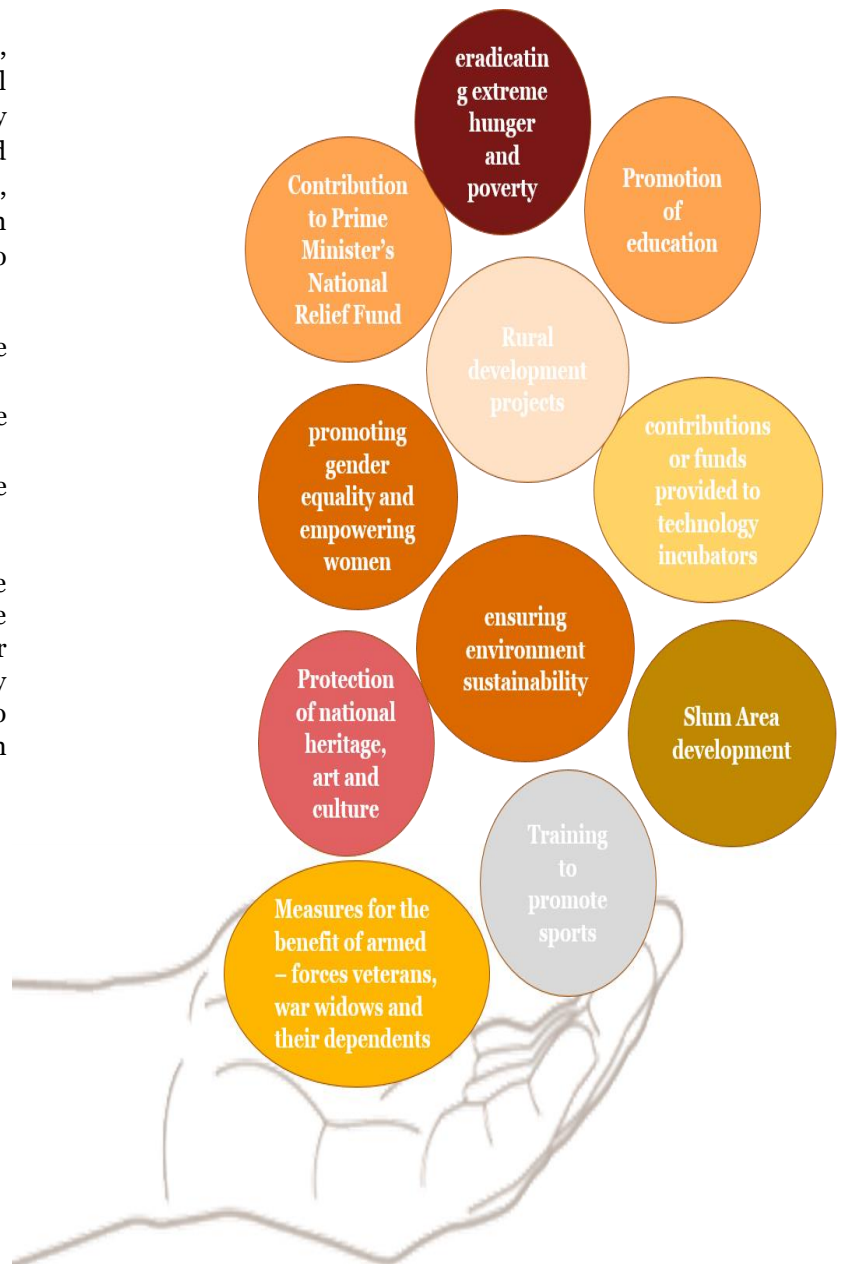 eradicatin
g extreme
hunger
and
poverty
Promotion
of
education
Contribution
to Prime
Minister's
National
Relief Fund
Rural
development
projects
promoting
gender
equality and
empowering
women
contributions
or funds
provided to
technology
incubators
ensuring
environment
sustainability
Protection
of national
heritage,
art and
culture
Slum Area
development
Training
to
promote
sports
Measures for the
benefit of armed
– forces veterans,
war widows and
their dependents